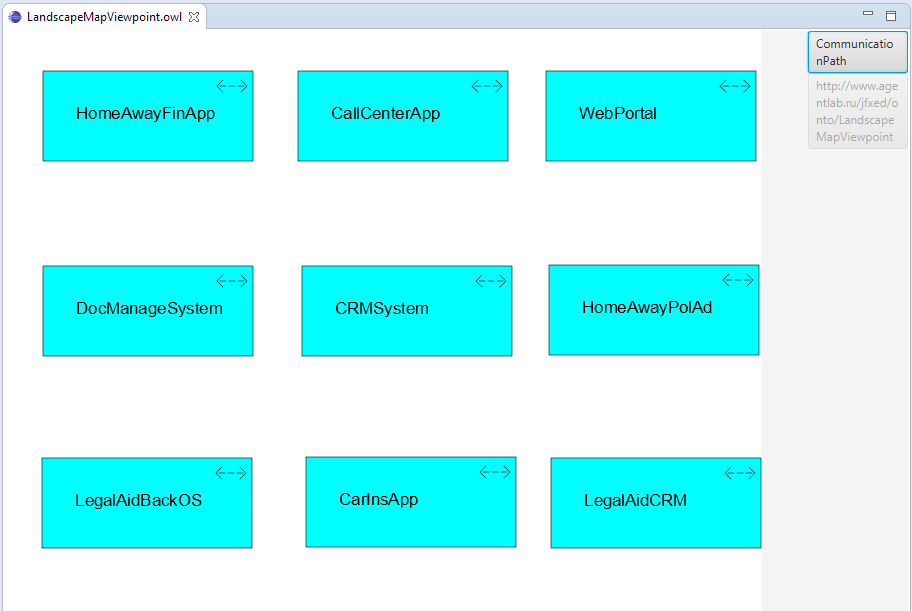 LandscapeMapViewpoint.owl
HomeAwayFinApp
CallCenterApp
WebPortal
DocManageSystem
CRMSystem
HomeAwayPolAd
LegalAidBackOS
CarInsApp
LegalAidCRM
Communicatio
nPath
http://www.age
ntlab.ru/jfxed/o
nto/Landscape
MapViewpoint